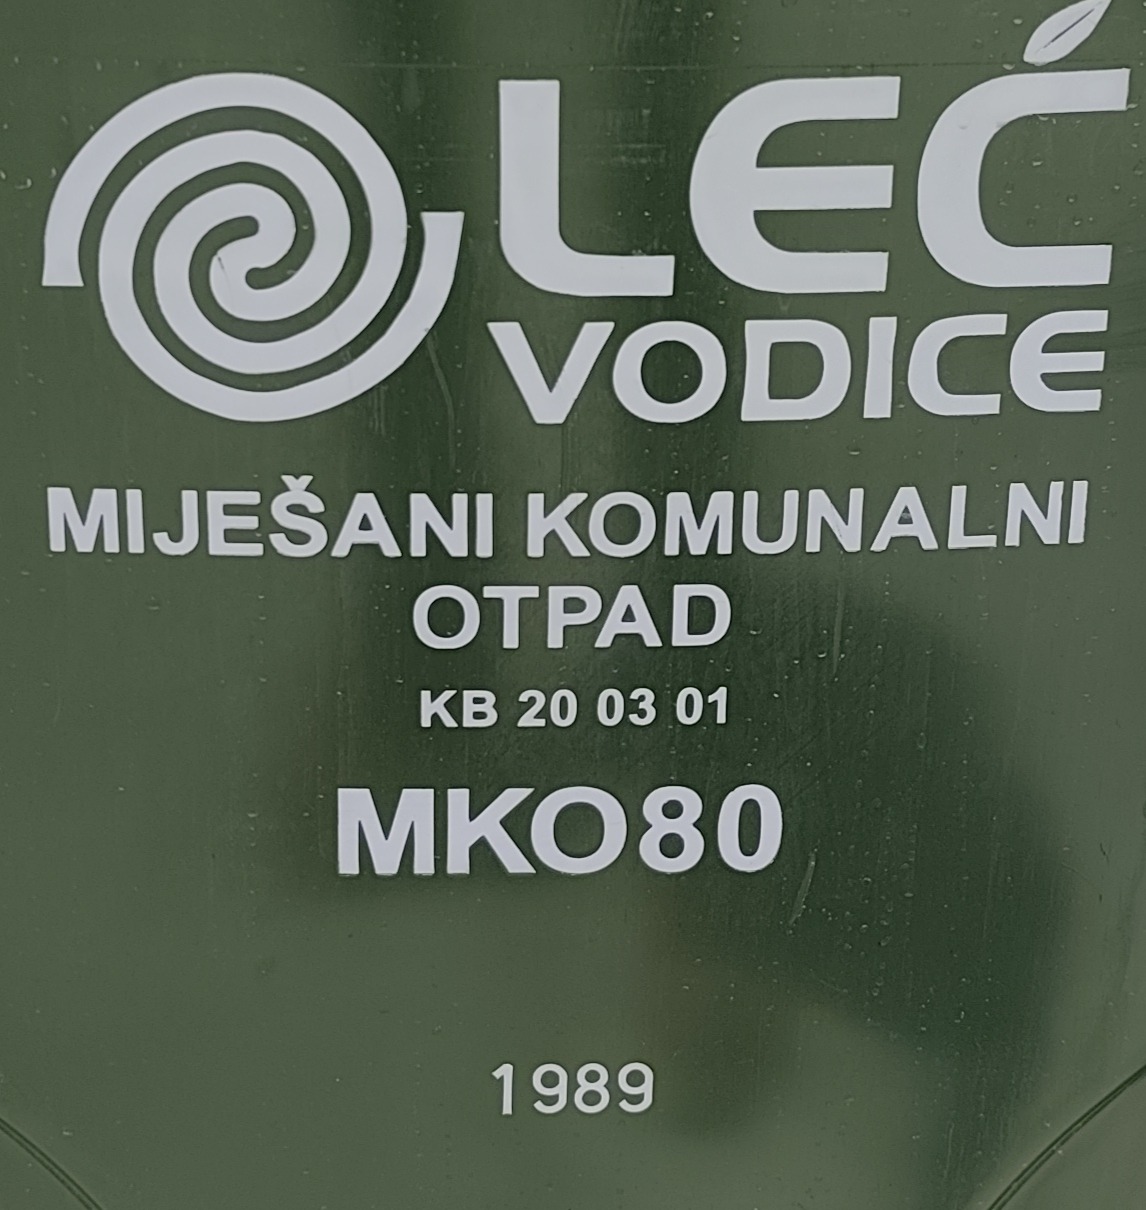 LEĆ
VODICE
MIJEŠANI KOMUNALNI
OTPAD
KB 20 03 01
MKO80
1989